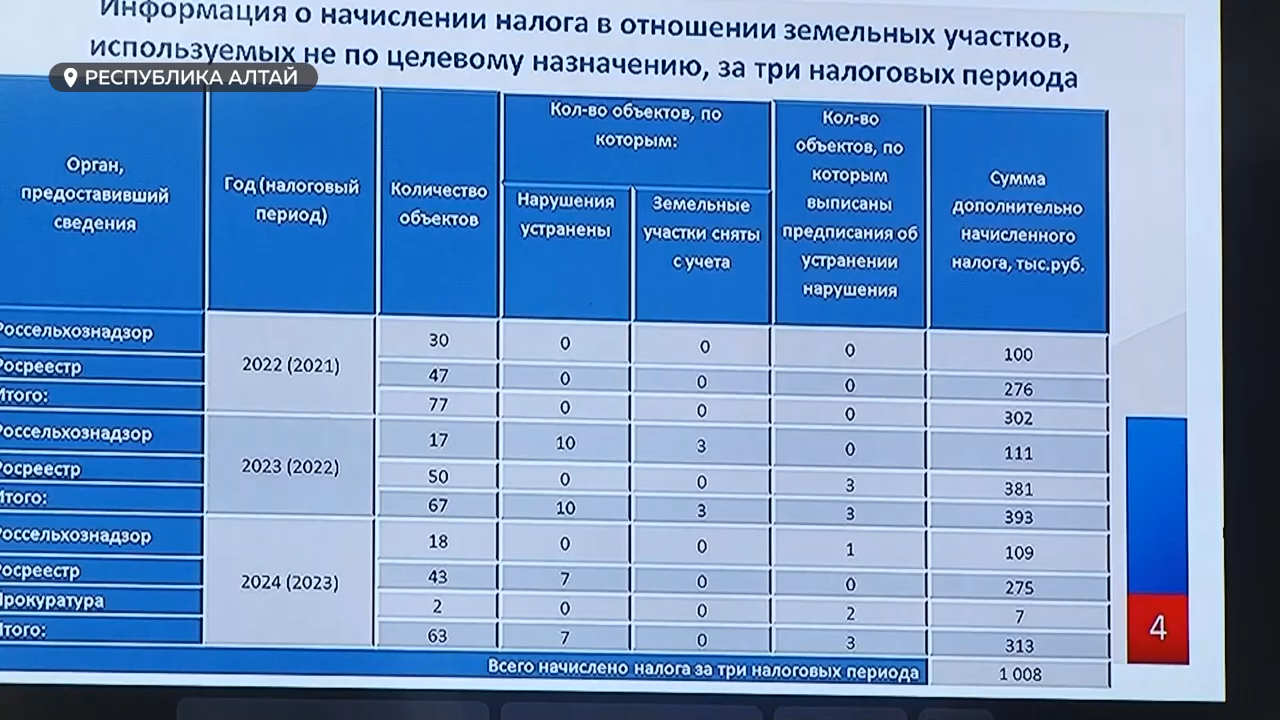 Информация о начислении налога в отношении земельных участков,
используемых не по целевому назначению, за три налоговых периода
РЕСПУБЛИКА АЛТАЙ
Орган,
предоставивший
сведения
Год (налоговый
период)
Количество
объектов
Кол-во объектов, по
которым:
Нарушения
устранены
Земельные
участки сняты
с учета
Кол-во
объектов, по
которым
выписаны
предписания об
устранении
нарушения
Сумма
дополнительно
начисленного
налога, тыс.руб.
Россельхознадзор 2022 (2021) 30 0 0 0 100
Росреестр 47 0 0 0 276
Итого: 77 0 0 0 302
Россельхознадзор 2023 (2022) 17 10 3 0 111
Росреестр 50 0 0 3 381
Итого: 67 10 3 3 393
Россельхознадзор 2024 (2023) 18 0 0 1 109
Росреестр 43 7 0 0 275
Прокуратура 2 0 0 2 7
Итого: 63 7 0 3 313
Всего начислено налога за три налоговых периода 1 008
4